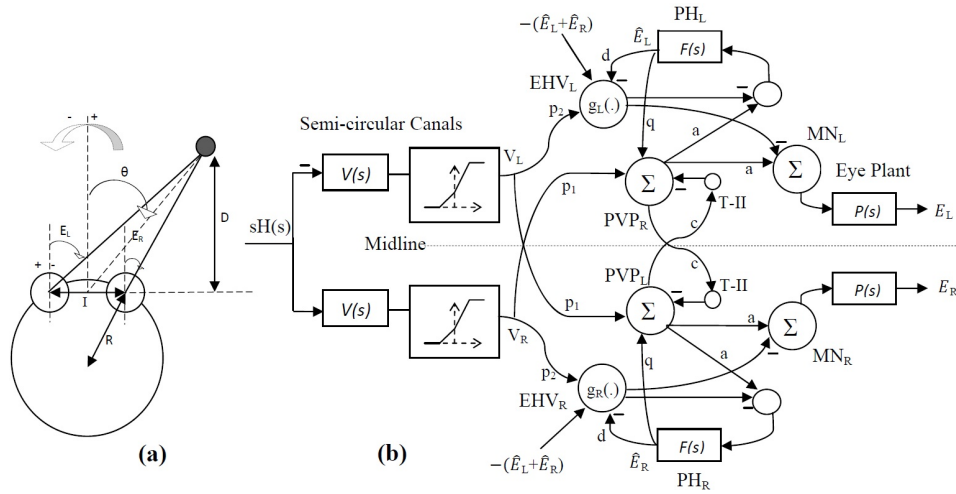 - +
θ
D
E_L
E_R
+ -
I
R
(a)
Semi-circular Canals
sH(s)
V(s)
V_L
Midline
V(s)
V_R
(b)
-(Ê_L+Ê_R)
Ê_L
PH_L
F(s)
d
EHV_L
g_L(.)
p_2
q
a
MN_L
Σ
a
Σ
p_1
T-II
PVP_R
c
Eye Plant
P(s)
E_L
PVP_L
c
T-II
p_1
Σ
a
Σ
P(s)
E_R
MN_R
p_2
q
a
EHV_R
g_R(.)
d
F(s)
-(Ê_L+Ê_R)
Ê_R
PH_R